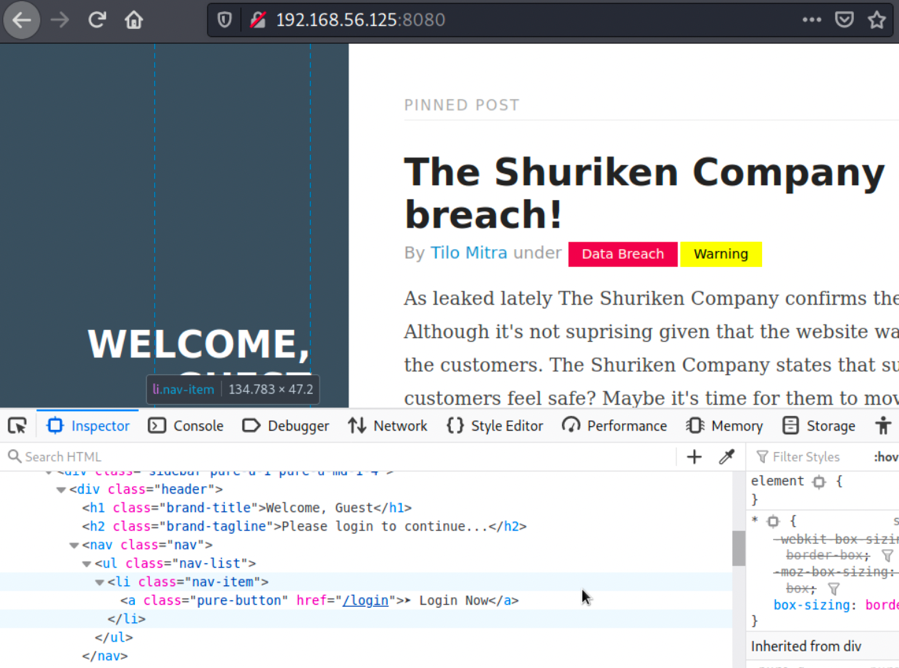 192.168.56.125:8080
PINNED POST
The Shuriken Company
breach!
By Tilo Mitra under Data Breach Warning
As leaked lately The Shuriken Company confirms the
Although it's not suprising given that the website wa
the customers. The Shuriken Company states that su
customers feel safe? Maybe it's time for them to mov
WELCOME,
GUEST
li.nav-item 134.783 × 47.2
Inspector Console Debugger Network Style Editor Performance Memory Storage
Search HTML
Filter Styles :hov
<div class="sidebar pure-u-1 pure-u-md-1-4">
<div class="header">
<h1 class="brand-title">Welcome, Guest</h1>
<h2 class="brand-tagline">Please login to continue...</h2>
<nav class="nav">
<ul class="nav-list">
<li class="nav-item">
<a class="pure-button" href="/login">➤ Login Now</a>
</li>
</ul>
</nav>
element {
}
* { s
-webkit-box-sizin
border-box;
-moz-box-sizing:
box;
box-sizing: borde
}
Inherited from div